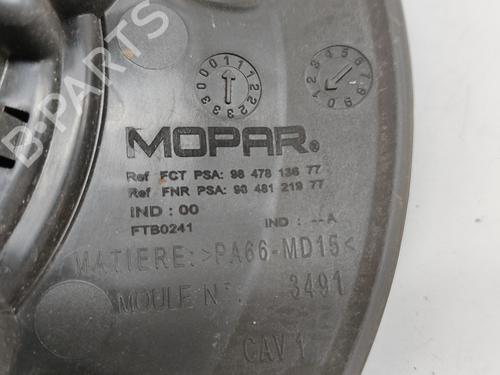 B-PARTS
MOPAR®
Ref FCT PSA: 98 478 136 77
Ref FNR PSA: 90 481 219 77
IND : 00
FTB0241 IND : --A
MATIERE: >PA66-MD15<
MOULE N°: 3491
CAV 1